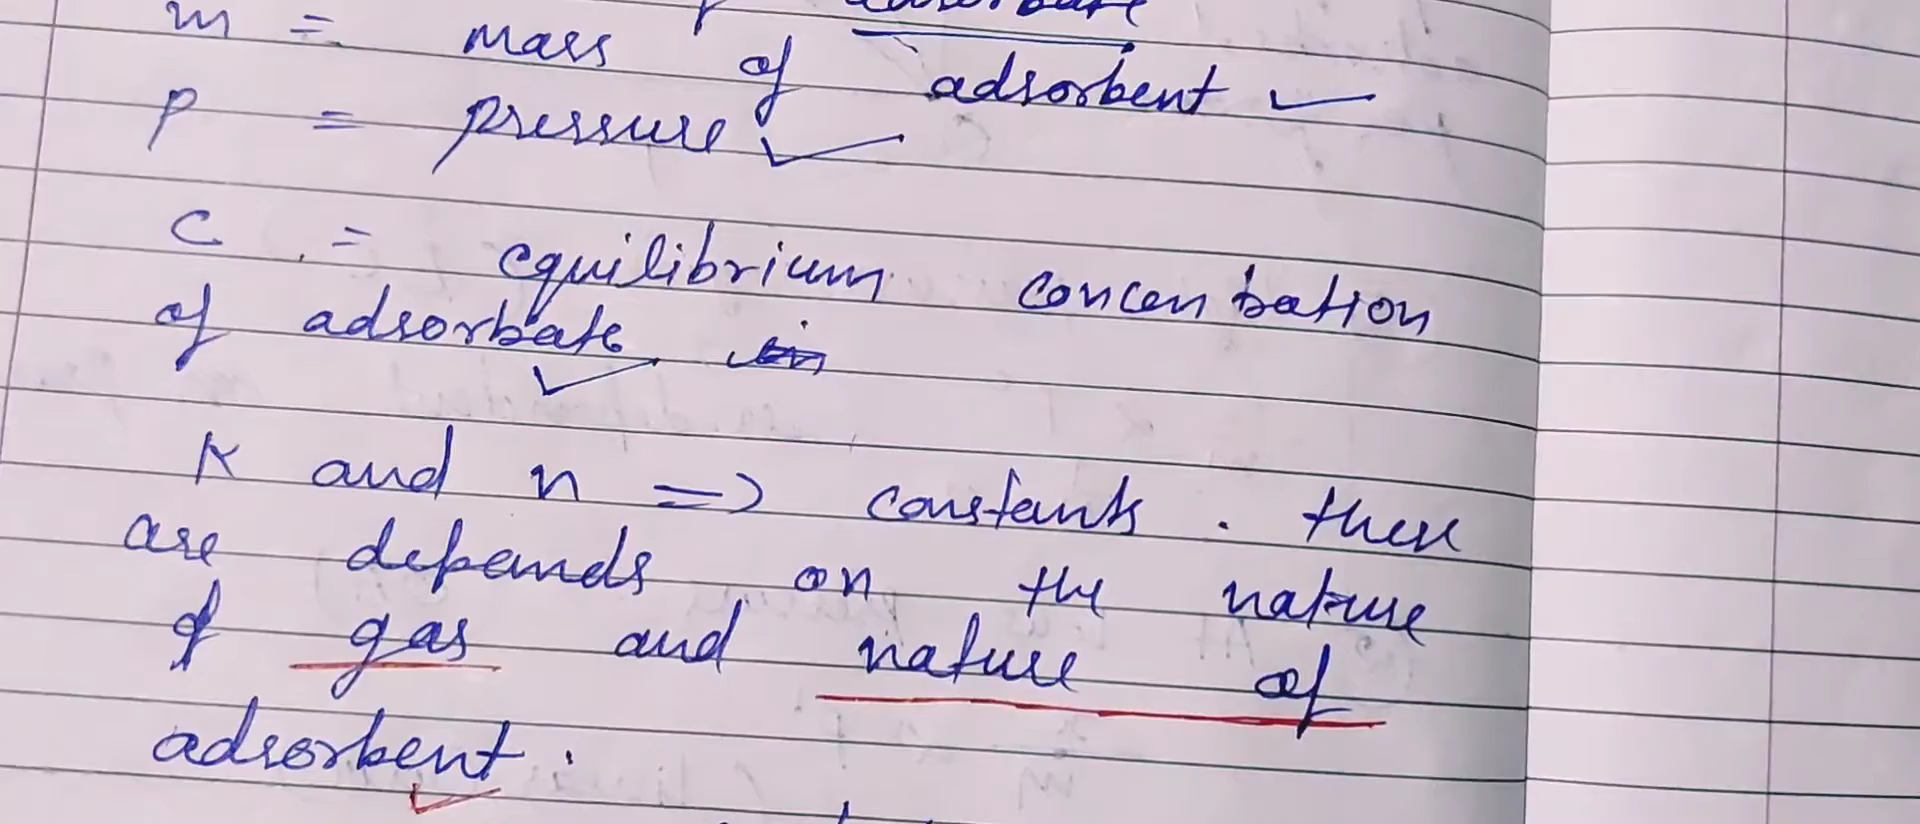 adsorbate
m = mass of adsorbent ✓
P = pressure ✓
C = equilibrium concentration
of adsorbate ✓
K and n => constants. these
are depends on the nature
of gas and nature of
adsorbent. ✓